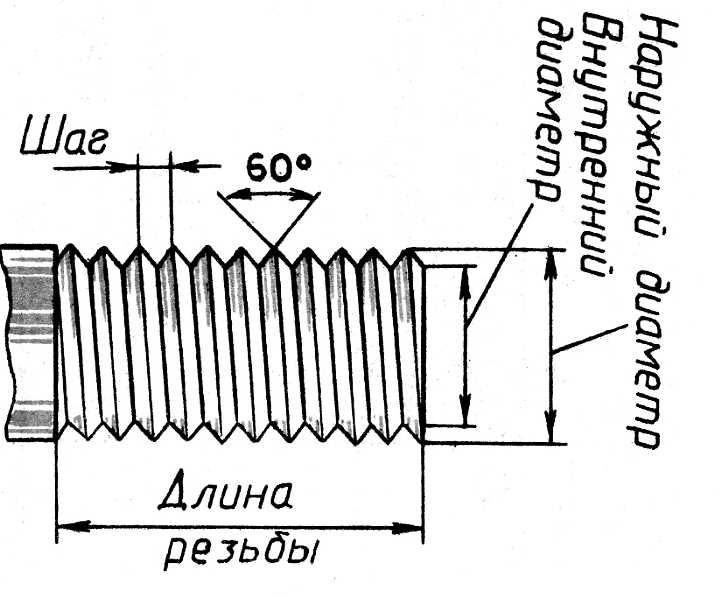 Шаг
60°
Наружный диаметр
Внутренний
диаметр
Длина
резьбы